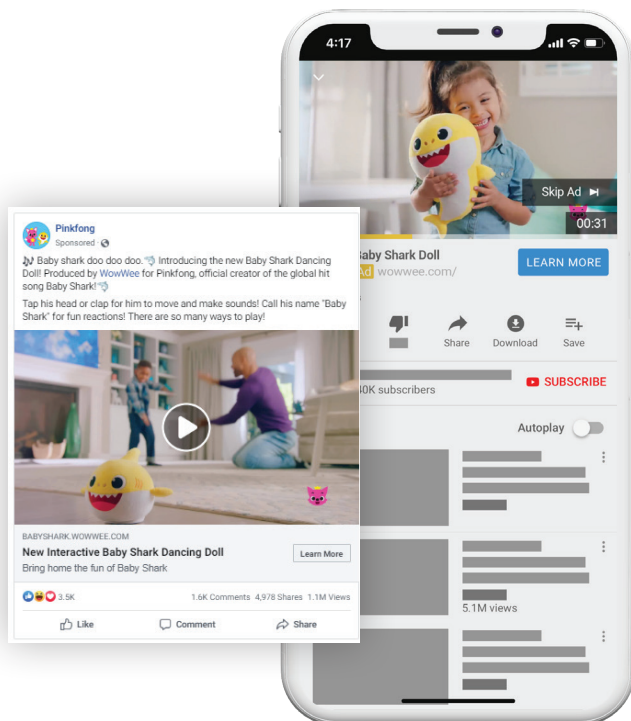 Pinkfong
Sponsored
🎶 Baby shark doo doo doo. 🦈 Introducing the new Baby Shark Dancing
Doll! Produced by WowWee for Pinkfong, official creator of the global hit
song Baby Shark! 🦈
Tap his head or clap for him to move and make sounds! Call his name "Baby
Shark" for fun reactions! There are so many ways to play!
BABYSHARK.WOWWEE.COM
New Interactive Baby Shark Dancing Doll
Learn More
Bring home the fun of Baby Shark
3.5K
1.6K Comments 4,978 Shares 1.1M Views
Like
Comment
Share
4:17
Skip Ad
00:31
Baby Shark Doll
Ad wowwee.com/
LEARN MORE
Share
Download
Save
40K subscribers
SUBSCRIBE
Autoplay
5.1M views